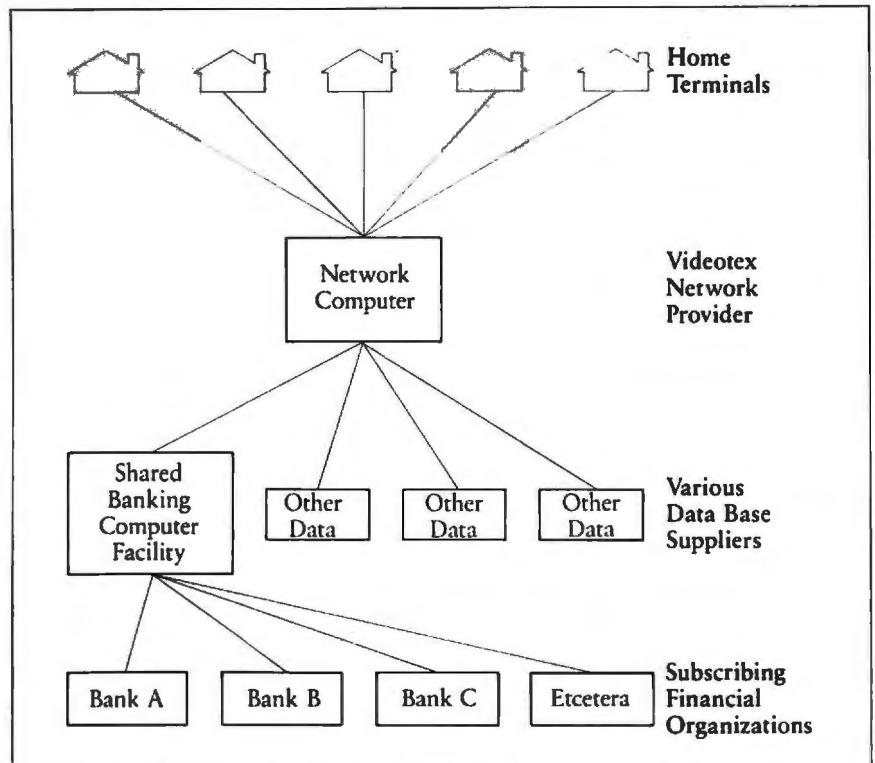 Home
Terminals
Network
Computer
Videotex
Network
Provider
Shared
Banking
Computer
Facility
Other
Data
Other
Data
Other
Data
Various
Data Base
Suppliers
Bank A
Bank B
Bank C
Etcetera
Subscribing
Financial
Organizations